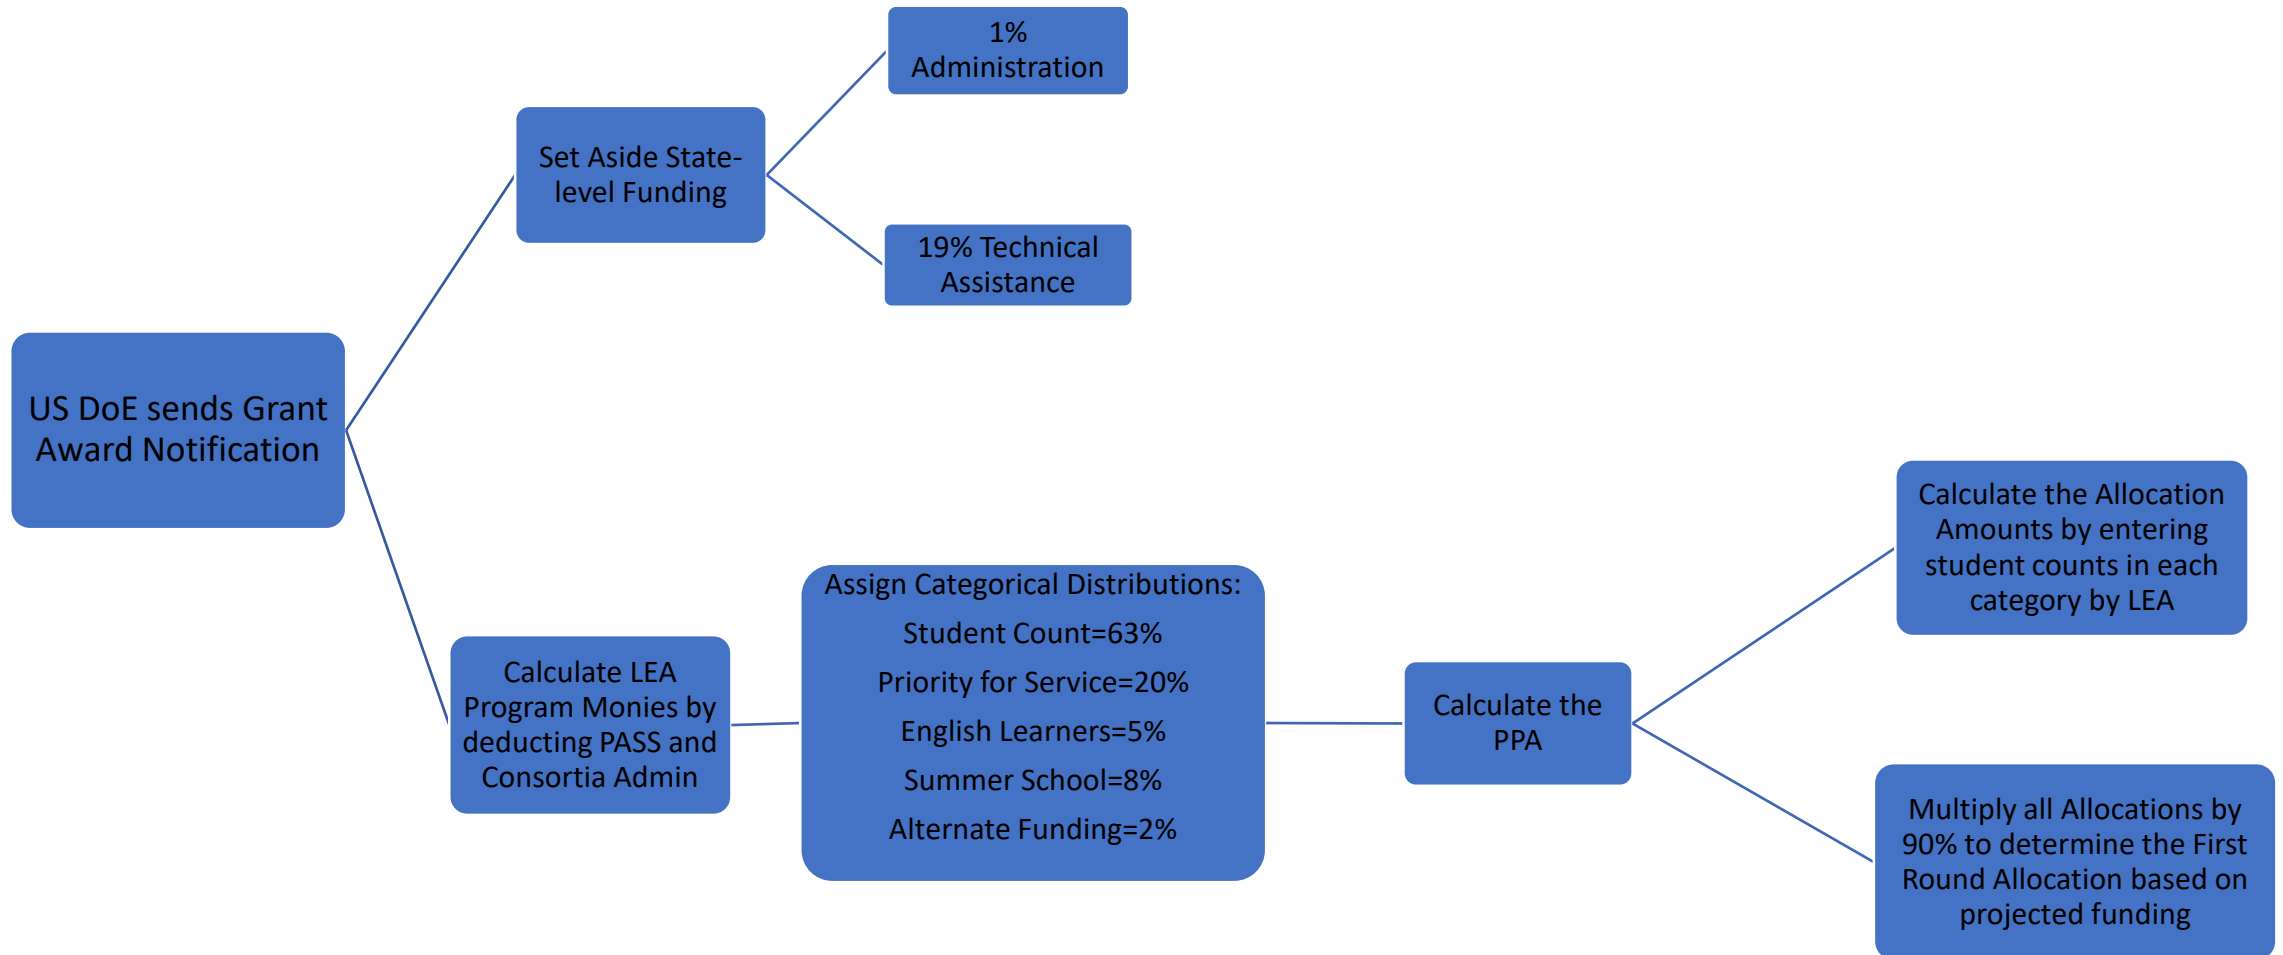 1%
Administration
Set Aside State-
level Funding
19% Technical
Assistance
US DoE sends Grant
Award Notification
Calculate LEA
Program Monies by
deducting PASS and
Consortia Admin
Assign Categorical Distributions:
Student Count=63%
Priority for Service=20%
English Learners=5%
Summer School=8%
Alternate Funding=2%
Calculate the
PPA
Calculate the Allocation
Amounts by entering
student counts in each
category by LEA
Multiply all Allocations by
90% to determine the First
Round Allocation based on
projected funding